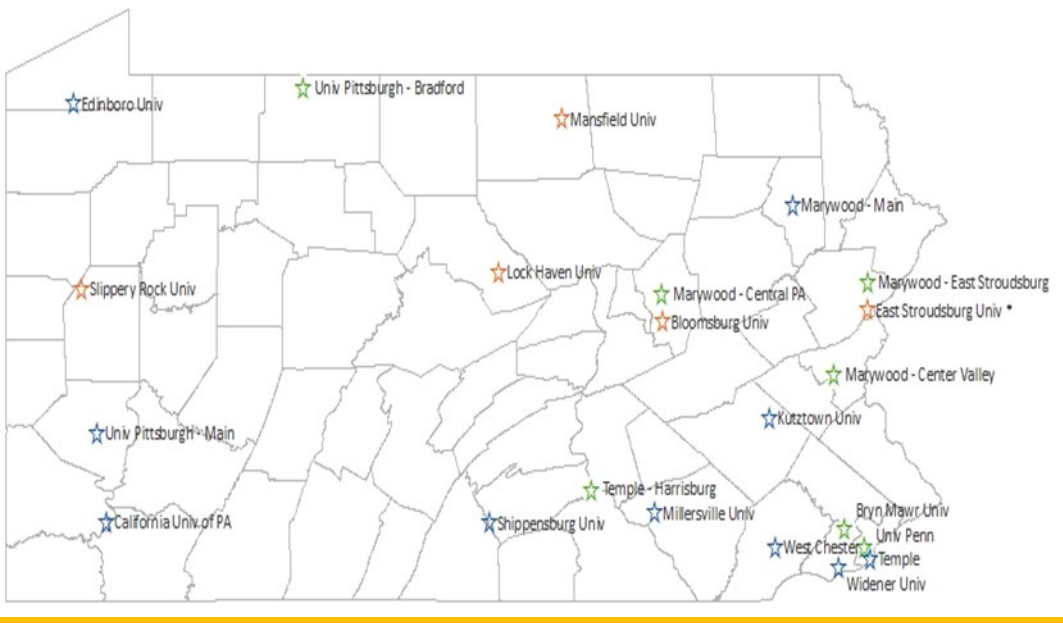 Univ Pittsburgh - Bradford
Edinboro Univ
Mansfield Univ
Marywood - Main
Lock Haven Univ
Marywood - East Stroudsburg
Slippery Rock Univ
Marywood - Central PA
East Stroudsburg Univ *
Bloomsburg Univ
Marywood - Center Valley
Kutztown Univ
Univ Pittsburgh - Main
Temple - Harrisburg
Bryn Mawr Univ
Millersville Univ
California Univ of PA
Shippensburg Univ
Univ Penn
West Chester
Temple
Widener Univ